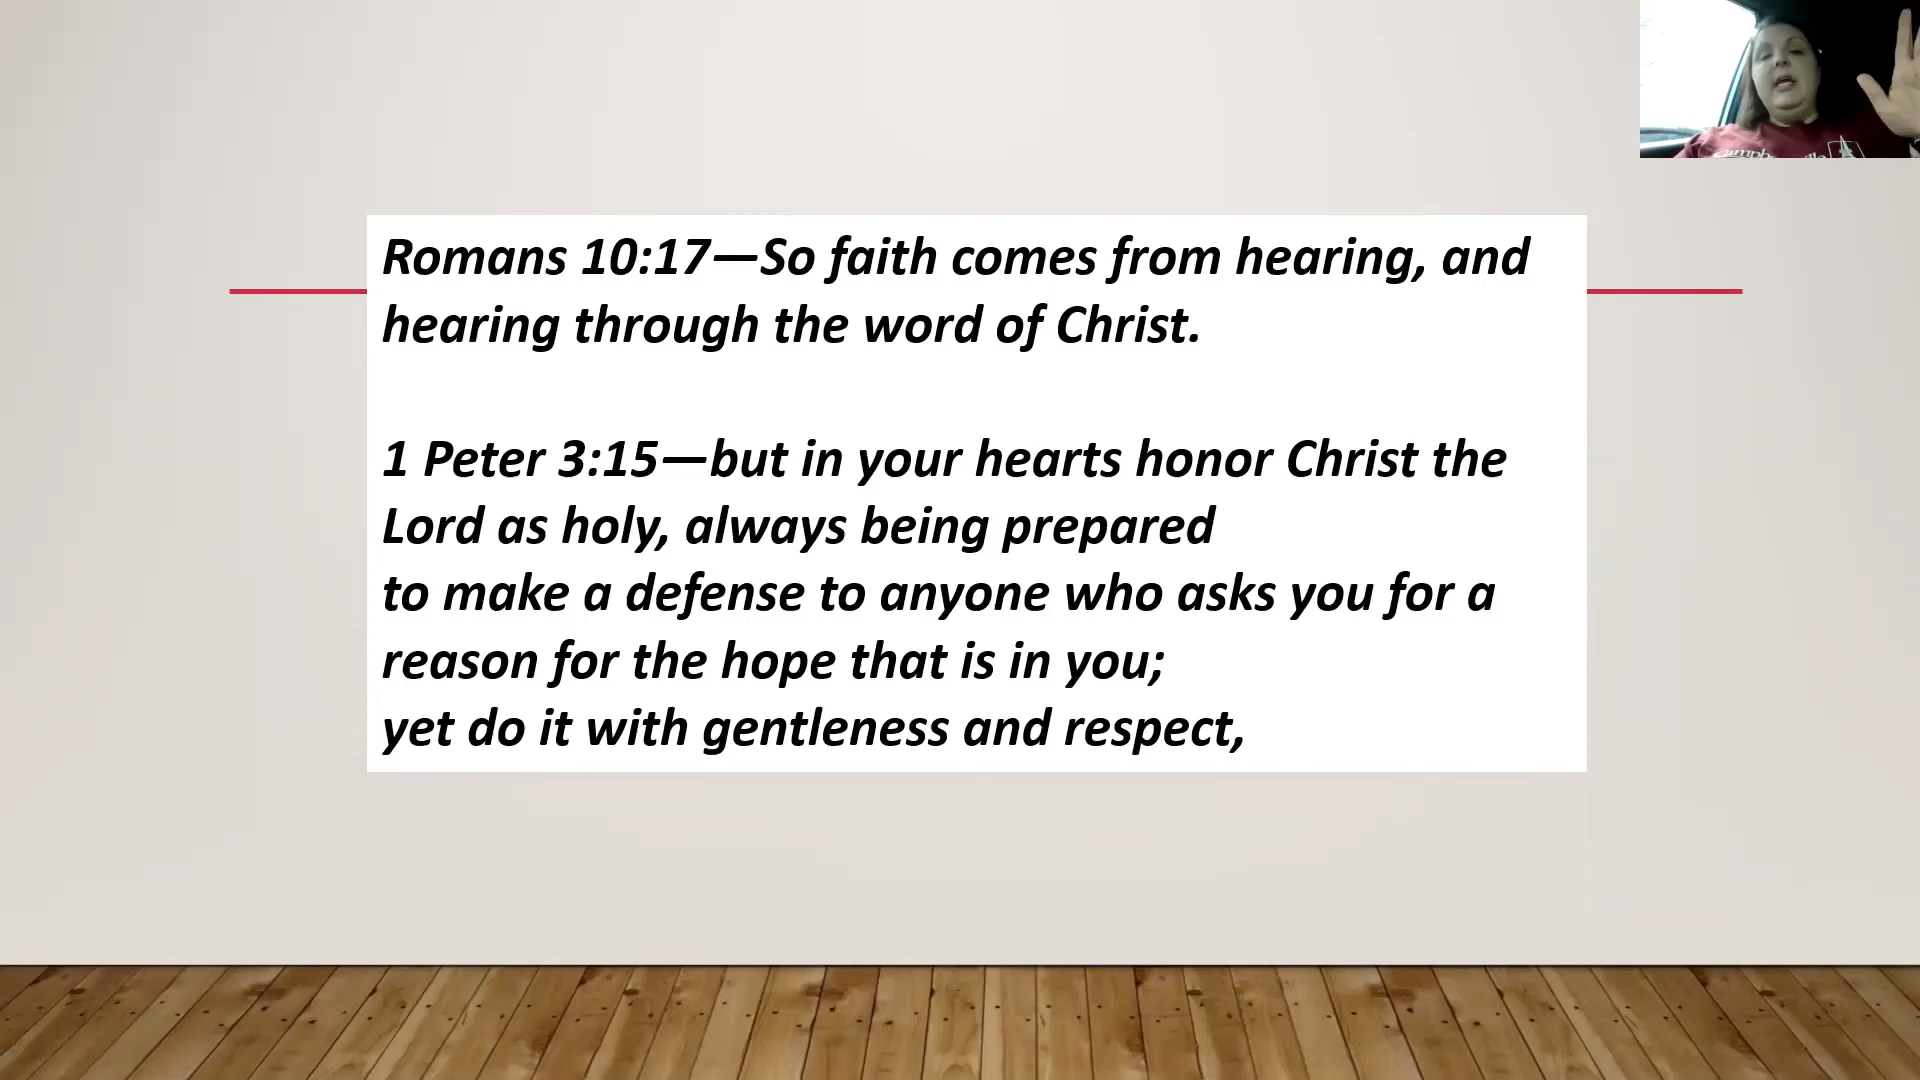 Romans 10:17—So faith comes from hearing, and
hearing through the word of Christ.
1 Peter 3:15—but in your hearts honor Christ the
Lord as holy, always being prepared
to make a defense to anyone who asks you for a
reason for the hope that is in you;
yet do it with gentleness and respect,